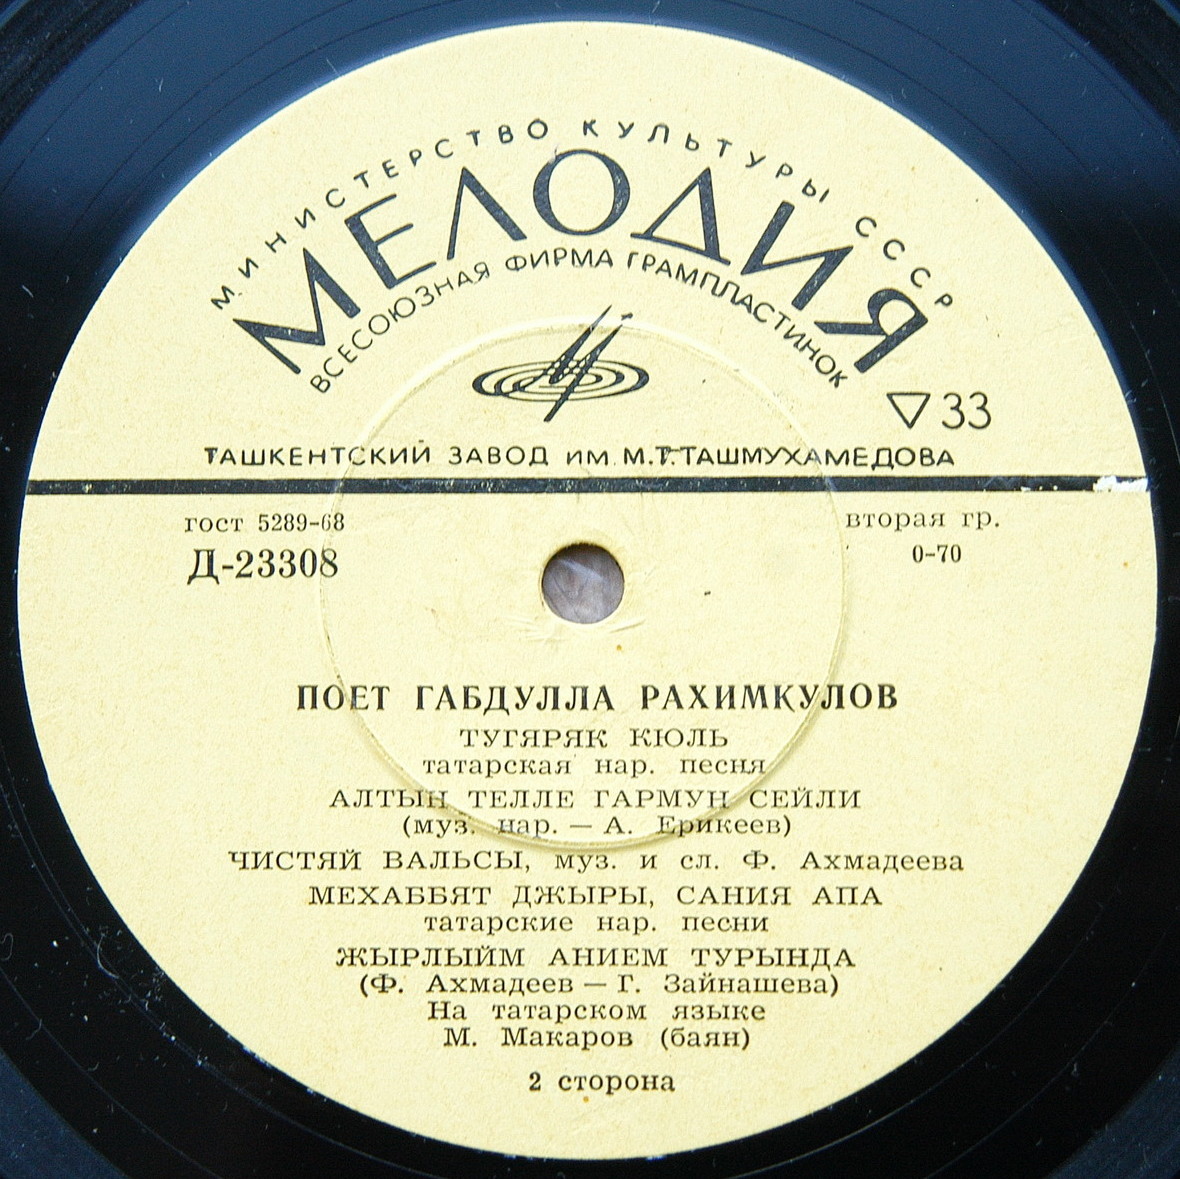 МИНИСТЕРСТВО КУЛЬТУРЫ СССР
МЕЛОДИЯ
ВСЕСОЮЗНАЯ ФИРМА ГРАМПЛАСТИНОК
33
ТАШКЕНТСКИЙ ЗАВОД ИМ. М.Т.ТАШМУХАМЕДОВА
гост 5289-68 вторая гр.
Д-23308 0-70
ПОЕТ ГАБДУЛЛА РАХИМКУЛОВ
ТУГЯРЯК КЮЛЬ
татарская нар. песня
АЛТЫН ТЕЛЛЕ ГАРМУН СЕЙЛИ
(муз. нар. — А. Ерикеев)
ЧИСТЯЙ ВАЛЬСЫ, муз. и сл. Ф. Ахмадеева
МЕХАББЯТ ДЖЫРЫ, САНИЯ АПА
татарские нар. песни
ЖЫРЛЫЙМ АНИЕМ ТУРЫНДА
(Ф. Ахмадеев — Г. Зайнашева)
На татарском языке
М. Макаров (баян)
2 сторона